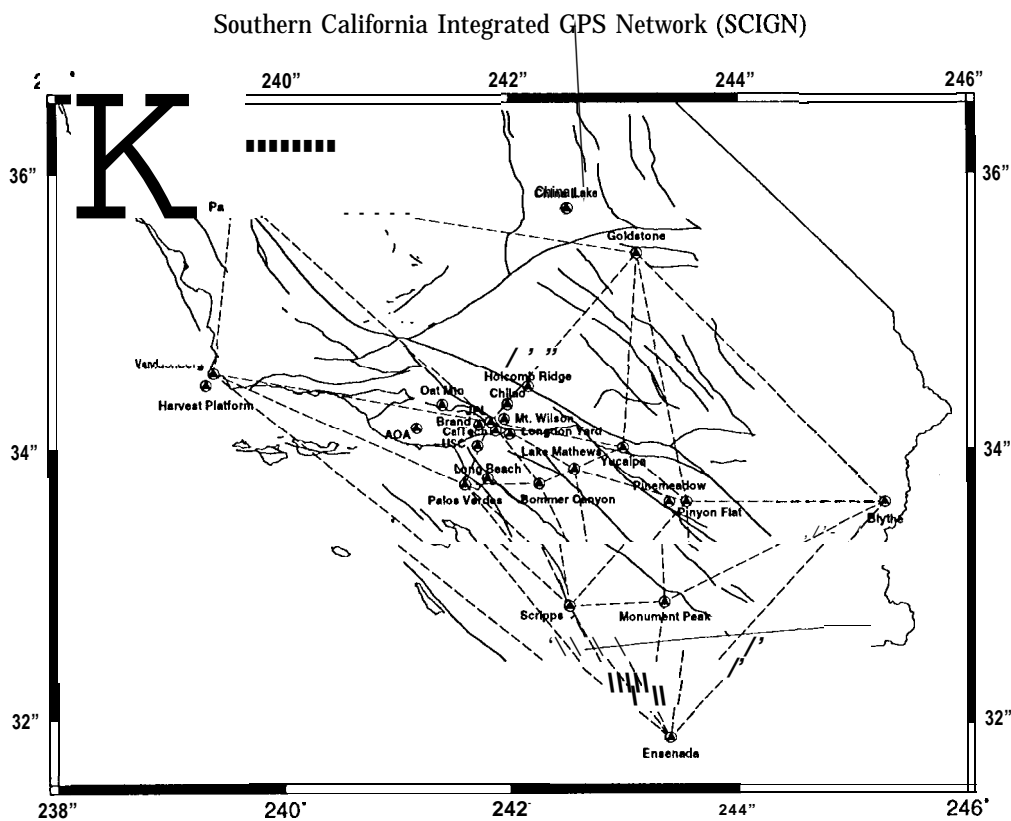 Southern California Integrated GPS Network (SCIGN)
240” 242” 244” 246”
K
36” 36”
Pa
China Lake
Goldstone
Harvest Platform
Holcomb Ridge
Oat Mtn Chilao
JPL
Brand Mt. Wilson
AOA CalTech Longdon Yard
USC
34” 34”
Lake Mathews Yucaipa
Long Beach Pinemeadow
Palos Verdes Bommer Canyon
Pinyon Flat
Blythe
Scripps Monument Peak
32” 32”
Ensenada
238” 240˚ 242 244” 246˚